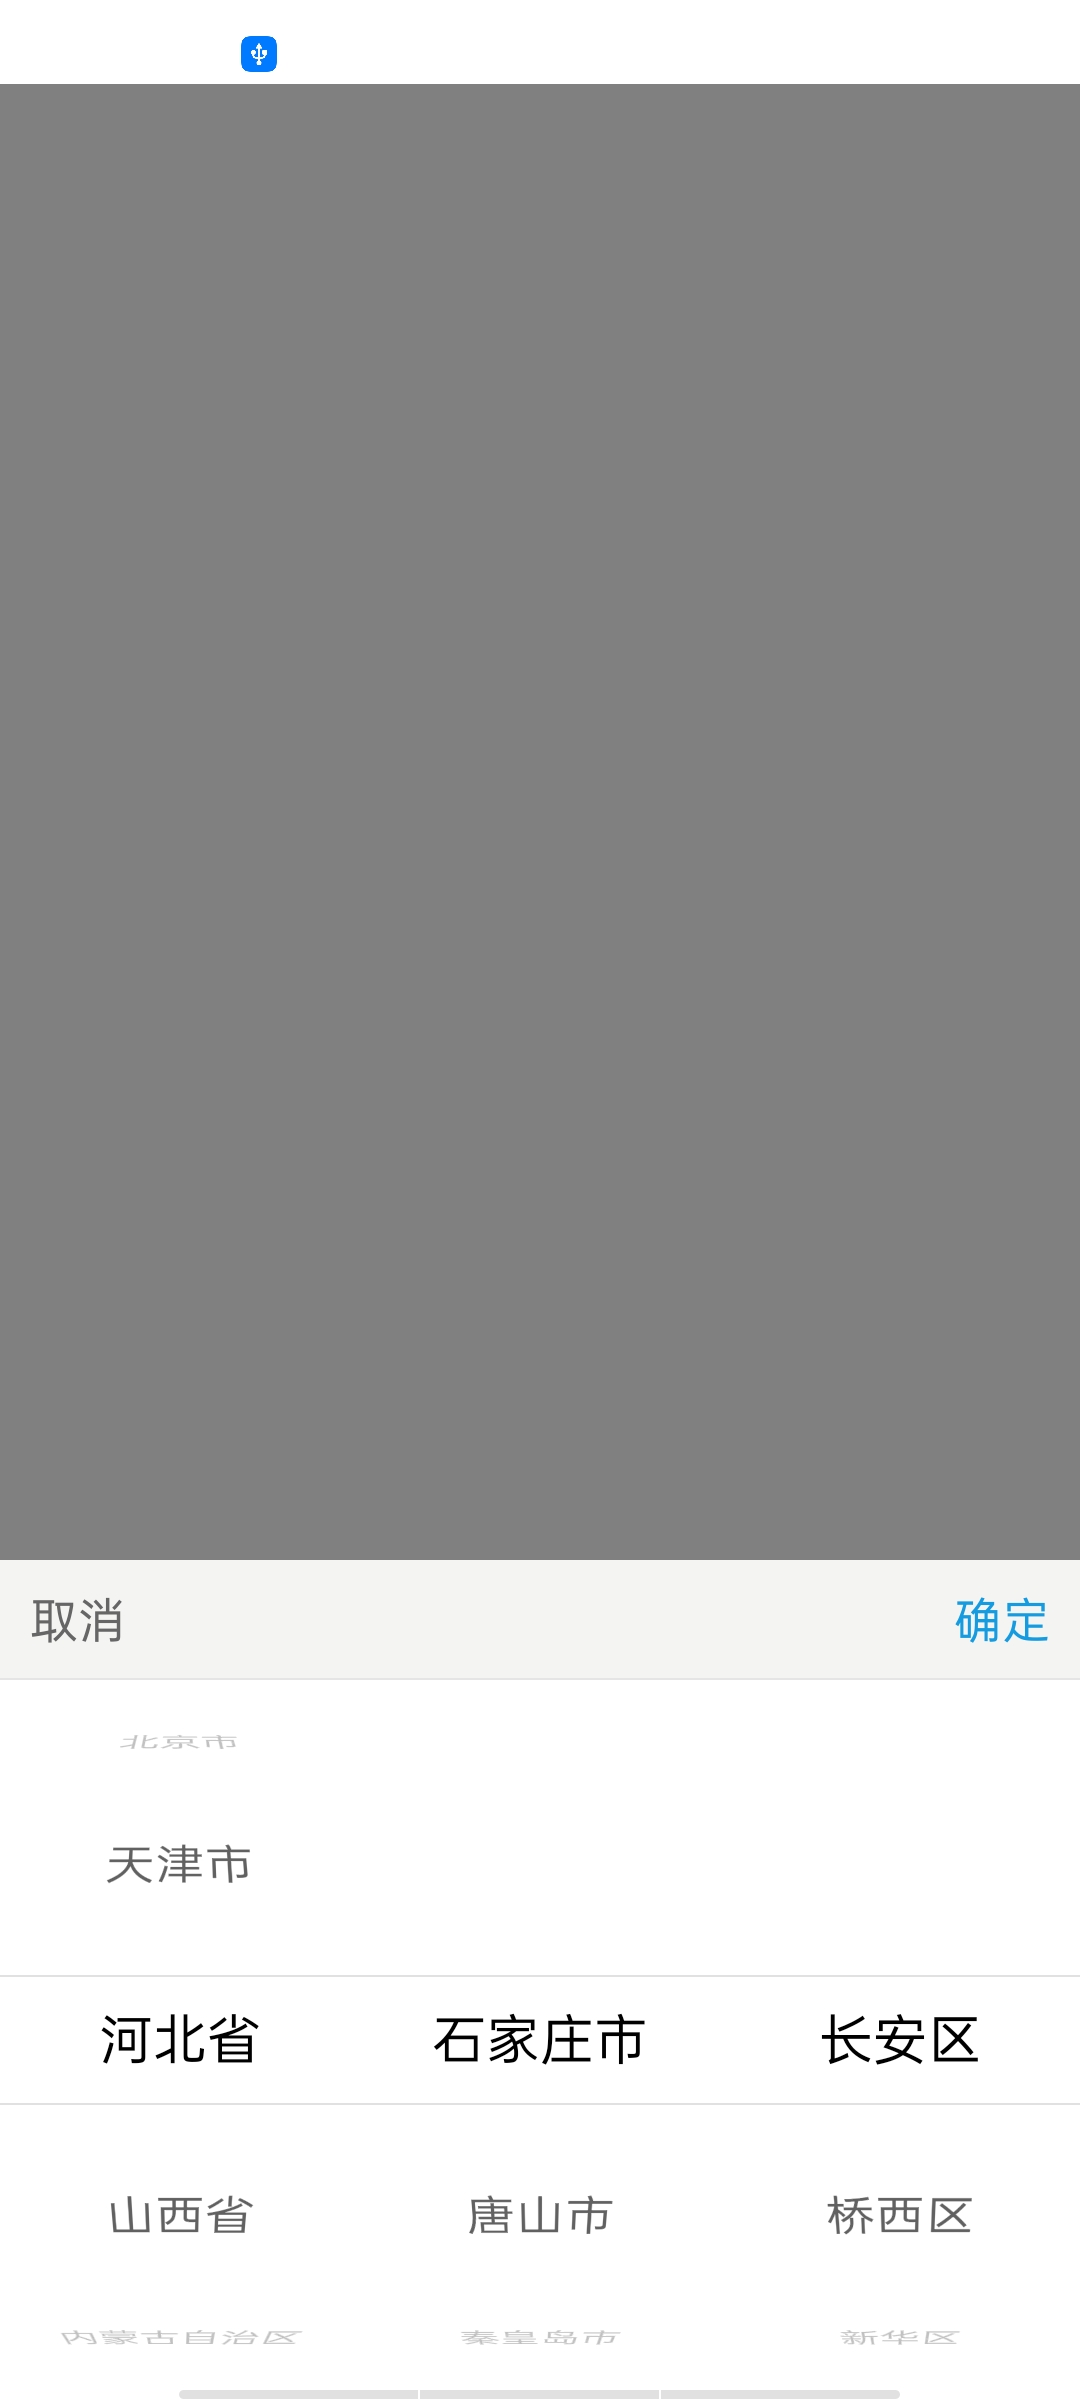 取消 确定
北京市
天津市
河北省 石家庄市 长安区
山西省 唐山市 桥西区
内蒙古自治区 秦皇岛市 新华区